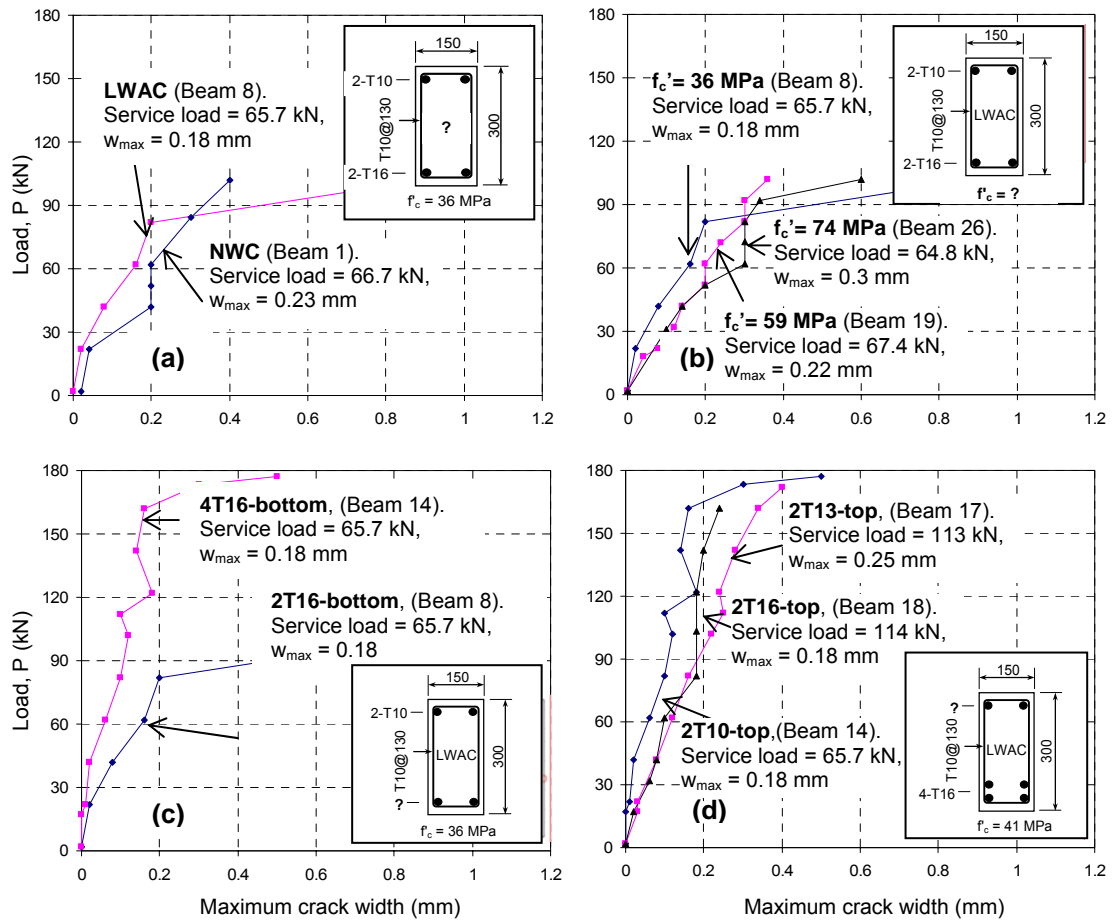 Load, P (kN)
180
150
120
90
60
30
0
0
0.2
0.4
0.6
0.8
1
1.2
LWAC (Beam 8).
Service load = 65.7 kN,
wmax = 0.18 mm
NWC (Beam 1).
Service load = 66.7 kN,
wmax = 0.23 mm
(a)
150
2-T10
T10@130
?
300
2-T16
f'c = 36 MPa
180
150
120
90
60
30
0
0
0.2
0.4
0.6
0.8
1
1.2
fc’= 36 MPa (Beam 8).
Service load = 65.7 kN,
wmax = 0.18 mm
fc’= 74 MPa (Beam 26).
Service load = 64.8 kN,
wmax = 0.3 mm
fc’= 59 MPa (Beam 19).
Service load = 67.4 kN,
wmax = 0.22 mm
(b)
150
2-T10
T10@130
LWAC
300
2-T16
f'c = ?
Load, P (kN)
180
150
120
90
60
30
0
0
0.2
0.4
0.6
0.8
1
1.2
Maximum crack width (mm)
4T16-bottom, (Beam 14).
Service load = 65.7 kN,
wmax = 0.18 mm
2T16-bottom, (Beam 8).
Service load = 65.7 kN,
wmax = 0.18
(c)
150
2-T10
T10@130
LWAC
300
?
f'c = 36 MPa
180
150
120
90
60
30
0
0
0.2
0.4
0.6
0.8
1
1.2
Maximum crack width (mm)
2T13-top, (Beam 17).
Service load = 113 kN,
wmax = 0.25 mm
2T16-top, (Beam 18).
Service load = 114 kN,
wmax = 0.18 mm
2T10-top,(Beam 14).
Service load = 65.7 kN,
wmax = 0.18 mm
(d)
150
?
T10@130
LWAC
300
4-T16
f'c = 41 MPa